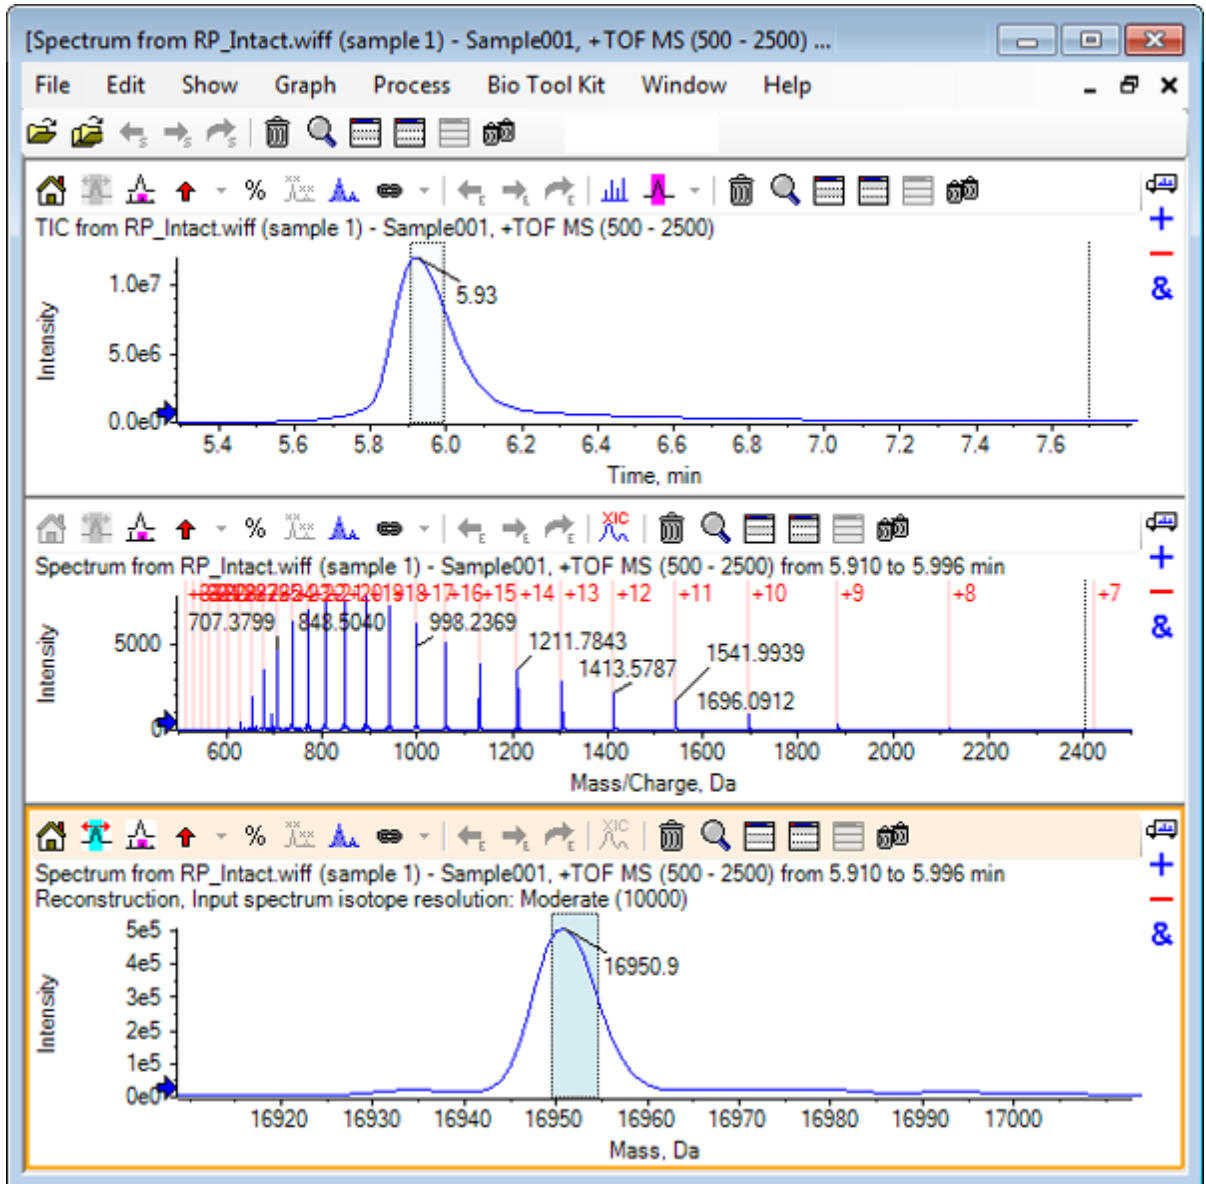 [Spectrum from RP_Intact.wiff (sample 1) - Sample001, +TOF MS (500 - 2500) ...
File Edit Show Graph Process Bio Tool Kit Window Help
TIC from RP_Intact.wiff (sample 1) - Sample001, +TOF MS (500 - 2500)
Intensity
1.0e7
5.0e6
0.0e0
5.93
5.4 5.6 5.8 6.0 6.2 6.4 6.6 6.8 7.0 7.2 7.4 7.6
Time, min
XIC
Spectrum from RP_Intact.wiff (sample 1) - Sample001, +TOF MS (500 - 2500) from 5.910 to 5.996 min
+19 +18 +17 +16 +15 +14 +13 +12 +11 +10 +9 +8 +7
Intensity
5000
0
707.3799 848.5040 998.2369 1211.7843 1413.5787 1541.9939 1696.0912
600 800 1000 1200 1400 1600 1800 2000 2200 2400
Mass/Charge, Da
XIC
Spectrum from RP_Intact.wiff (sample 1) - Sample001, +TOF MS (500 - 2500) from 5.910 to 5.996 min
Reconstruction, Input spectrum isotope resolution: Moderate (10000)
Intensity
5e5
4e5
3e5
2e5
1e5
0e0
16950.9
16920 16930 16940 16950 16960 16970 16980 16990 17000
Mass, Da